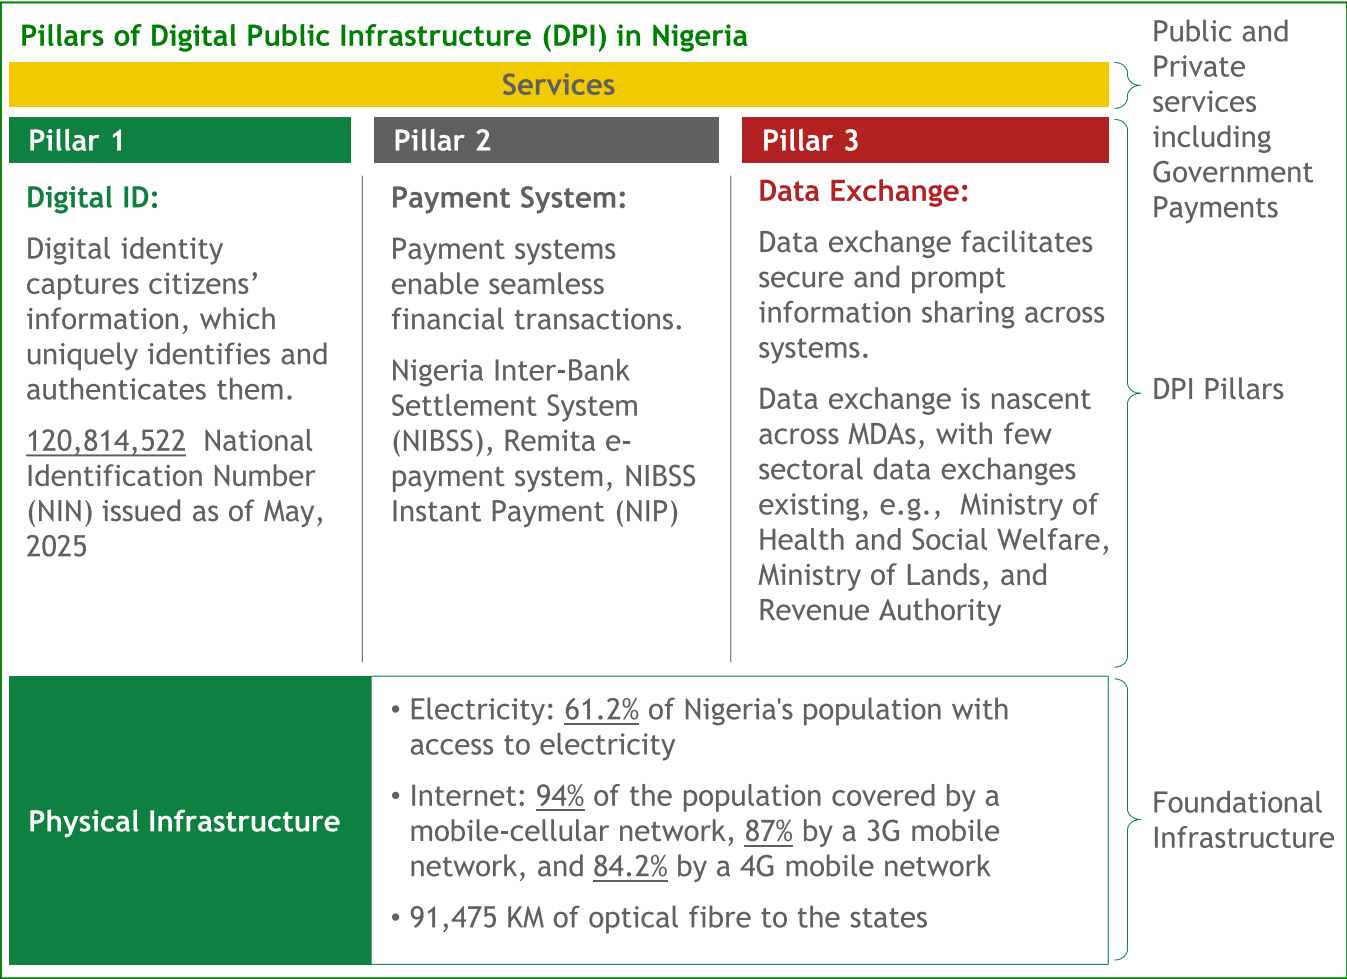 Pillars of Digital Public Infrastructure (DPI) in Nigeria
Services
Public and
Private
services
including
Government
Payments
Pillar 1
Digital ID:
Digital identity
captures citizens’
information, which
uniquely identifies and
authenticates them.
120,814,522 National
Identification Number
(NIN) issued as of May,
2025
Pillar 2
Payment System:
Payment systems
enable seamless
financial transactions.
Nigeria Inter-Bank
Settlement System
(NIBSS), Remita e-
payment system, NIBSS
Instant Payment (NIP)
Pillar 3
Data Exchange:
Data exchange facilitates
secure and prompt
information sharing across
systems.
Data exchange is nascent
across MDAs, with few
sectoral data exchanges
existing, e.g., Ministry of
Health and Social Welfare,
Ministry of Lands, and
Revenue Authority
DPI Pillars
Physical Infrastructure
• Electricity: 61.2% of Nigeria's population with
access to electricity
• Internet: 94% of the population covered by a
mobile-cellular network, 87% by a 3G mobile
network, and 84.2% by a 4G mobile network
• 91,475 KM of optical fibre to the states
Foundational
Infrastructure